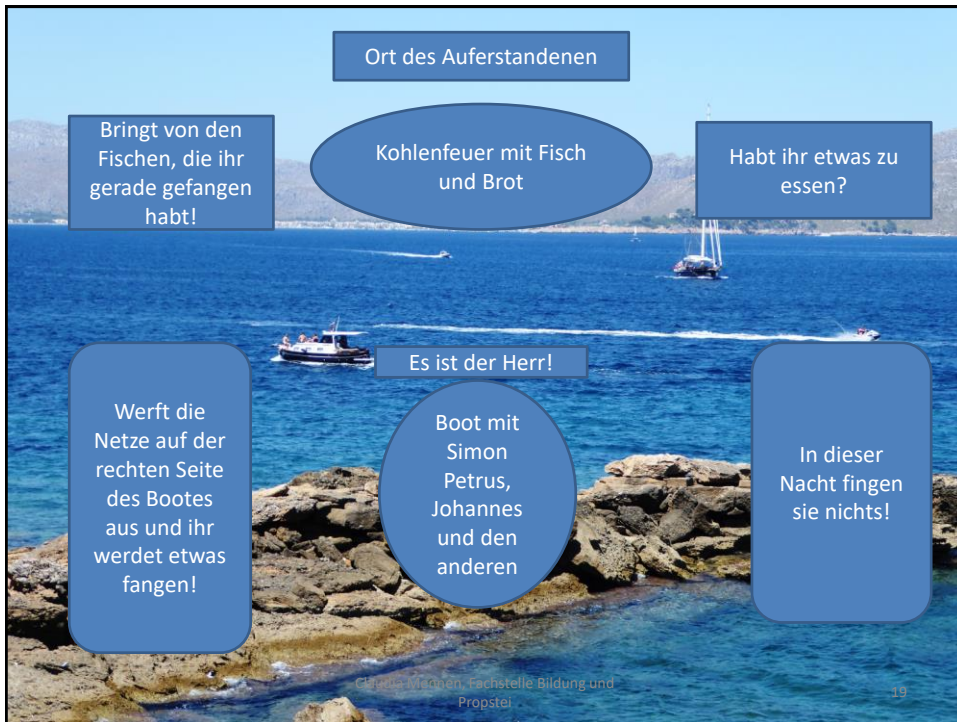 Ort des Auferstandenen
Bringt von den
Fischen, die ihr
gerade gefangen
habt!
Kohlenfeuer mit Fisch
und Brot
Habt ihr etwas zu
essen?
Es ist der Herr!
Werft die
Netze auf der
rechten Seite
des Bootes
aus und ihr
werdet etwas
fangen!
Boot mit
Simon
Petrus,
Johannes
und den
anderen
In dieser
Nacht fingen
sie nichts!
Fachstelle Bildung und
Propstei
19